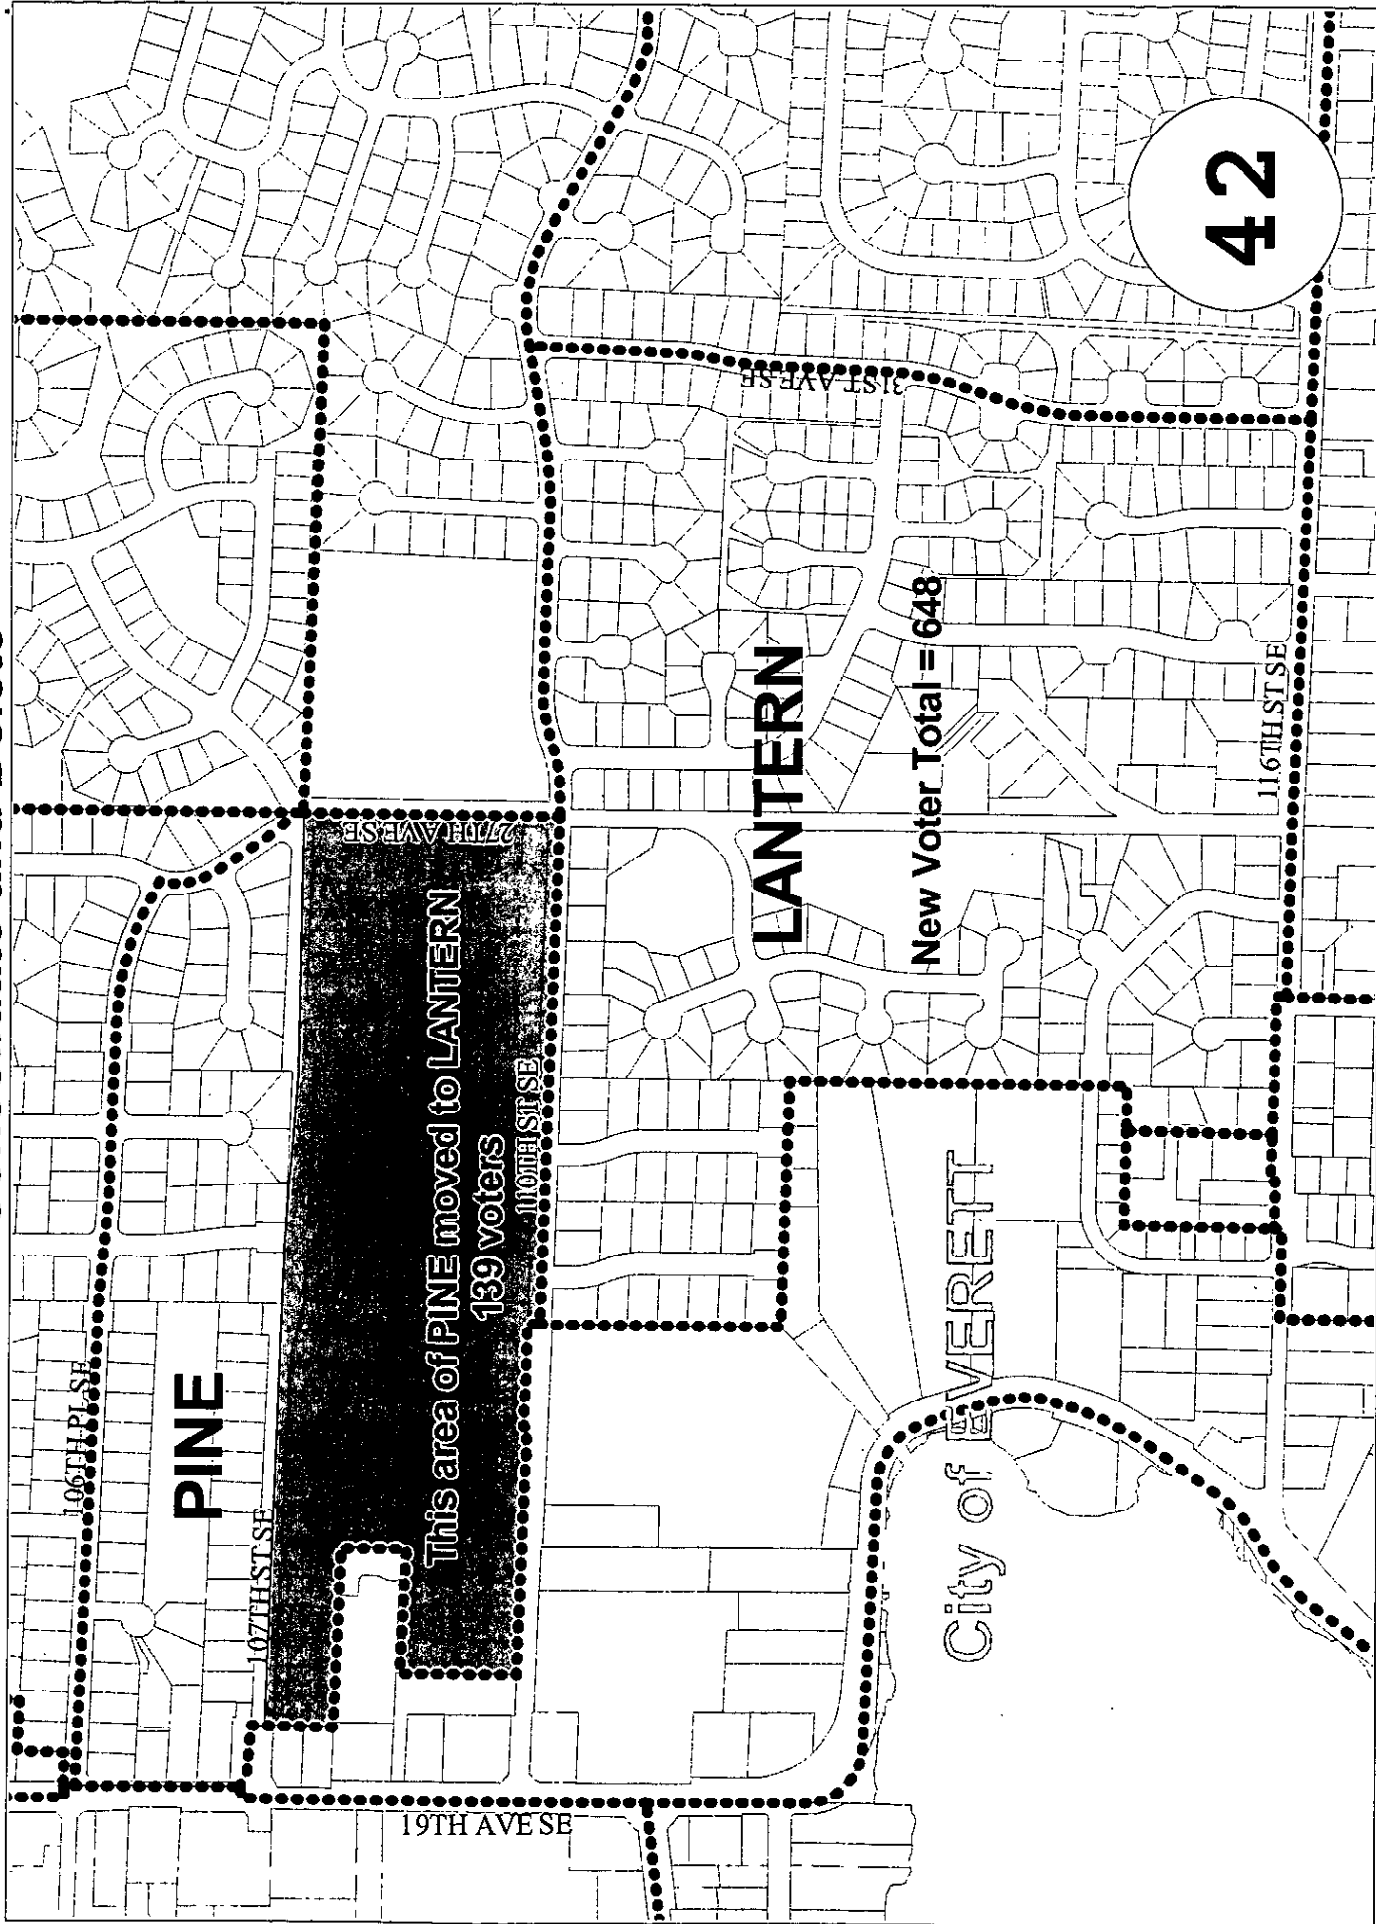 106TH PL SE
PINE
107TH ST SE
27TH AVE SE
This area of PINE moved to LANTERN
139 voters
110TH ST SE
19TH AVE SE
31ST AVE SE
LANTERN
New Voter Total = 648
City of EVERETT
116TH ST SE
42